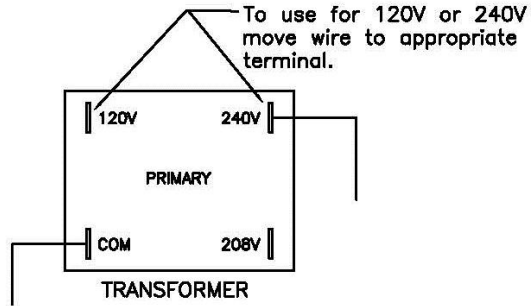 To use for 120V or 240V
move wire to appropriate
terminal.
120V 240V
PRIMARY
COM 208V
TRANSFORMER